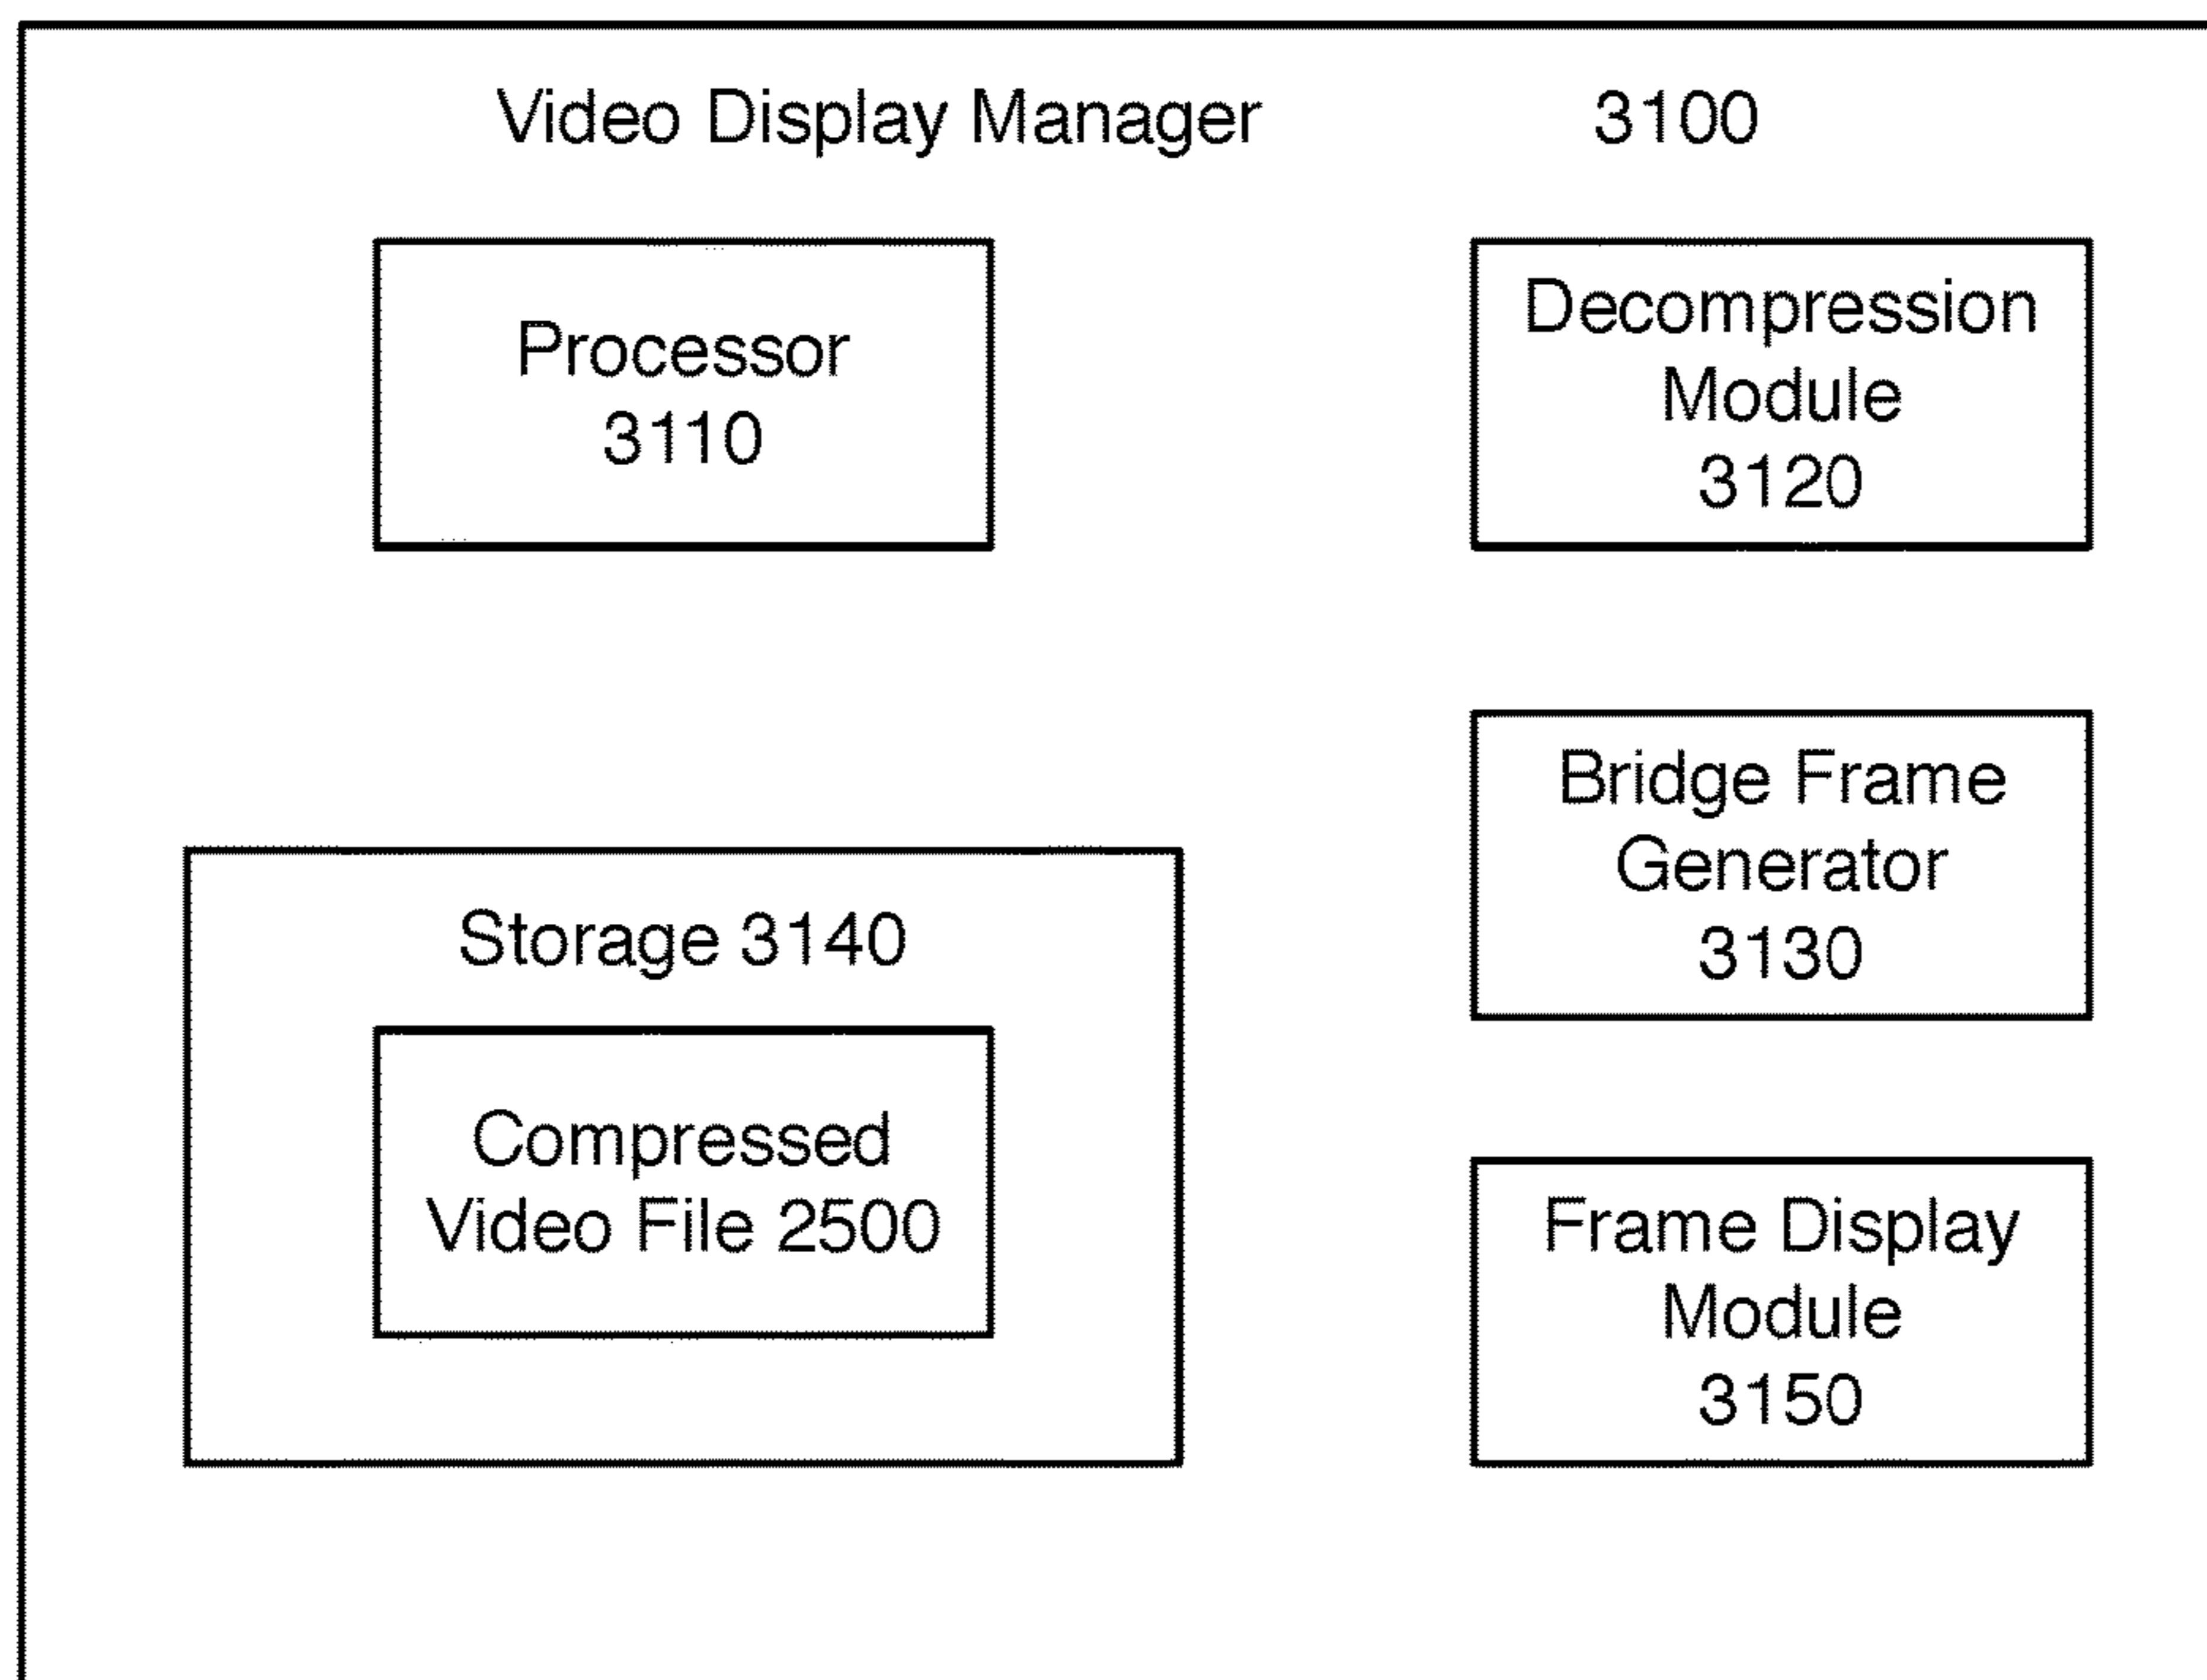 Video Display Manager 3100
Processor
3110
Decompression
Module
3120
Bridge Frame
Generator
3130
Storage 3140
Compressed
Video File 2500
Frame Display
Module
3150